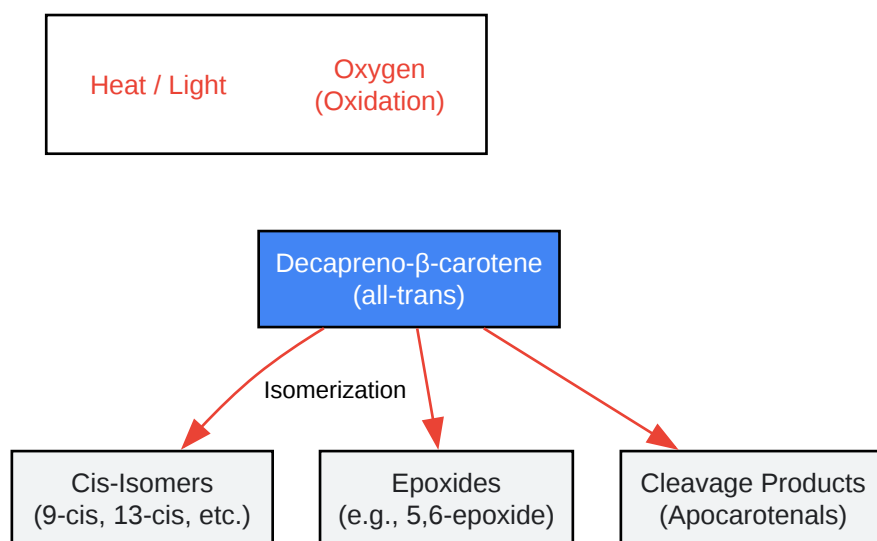 Heat / Light
Oxygen
(Oxidation)
Decapreno-β-carotene
(all-trans)
Isomerization
Cis-Isomers
(9-cis, 13-cis, etc.)
Epoxides
(e.g., 5,6-epoxide)
Cleavage Products
(Apocarotenals)